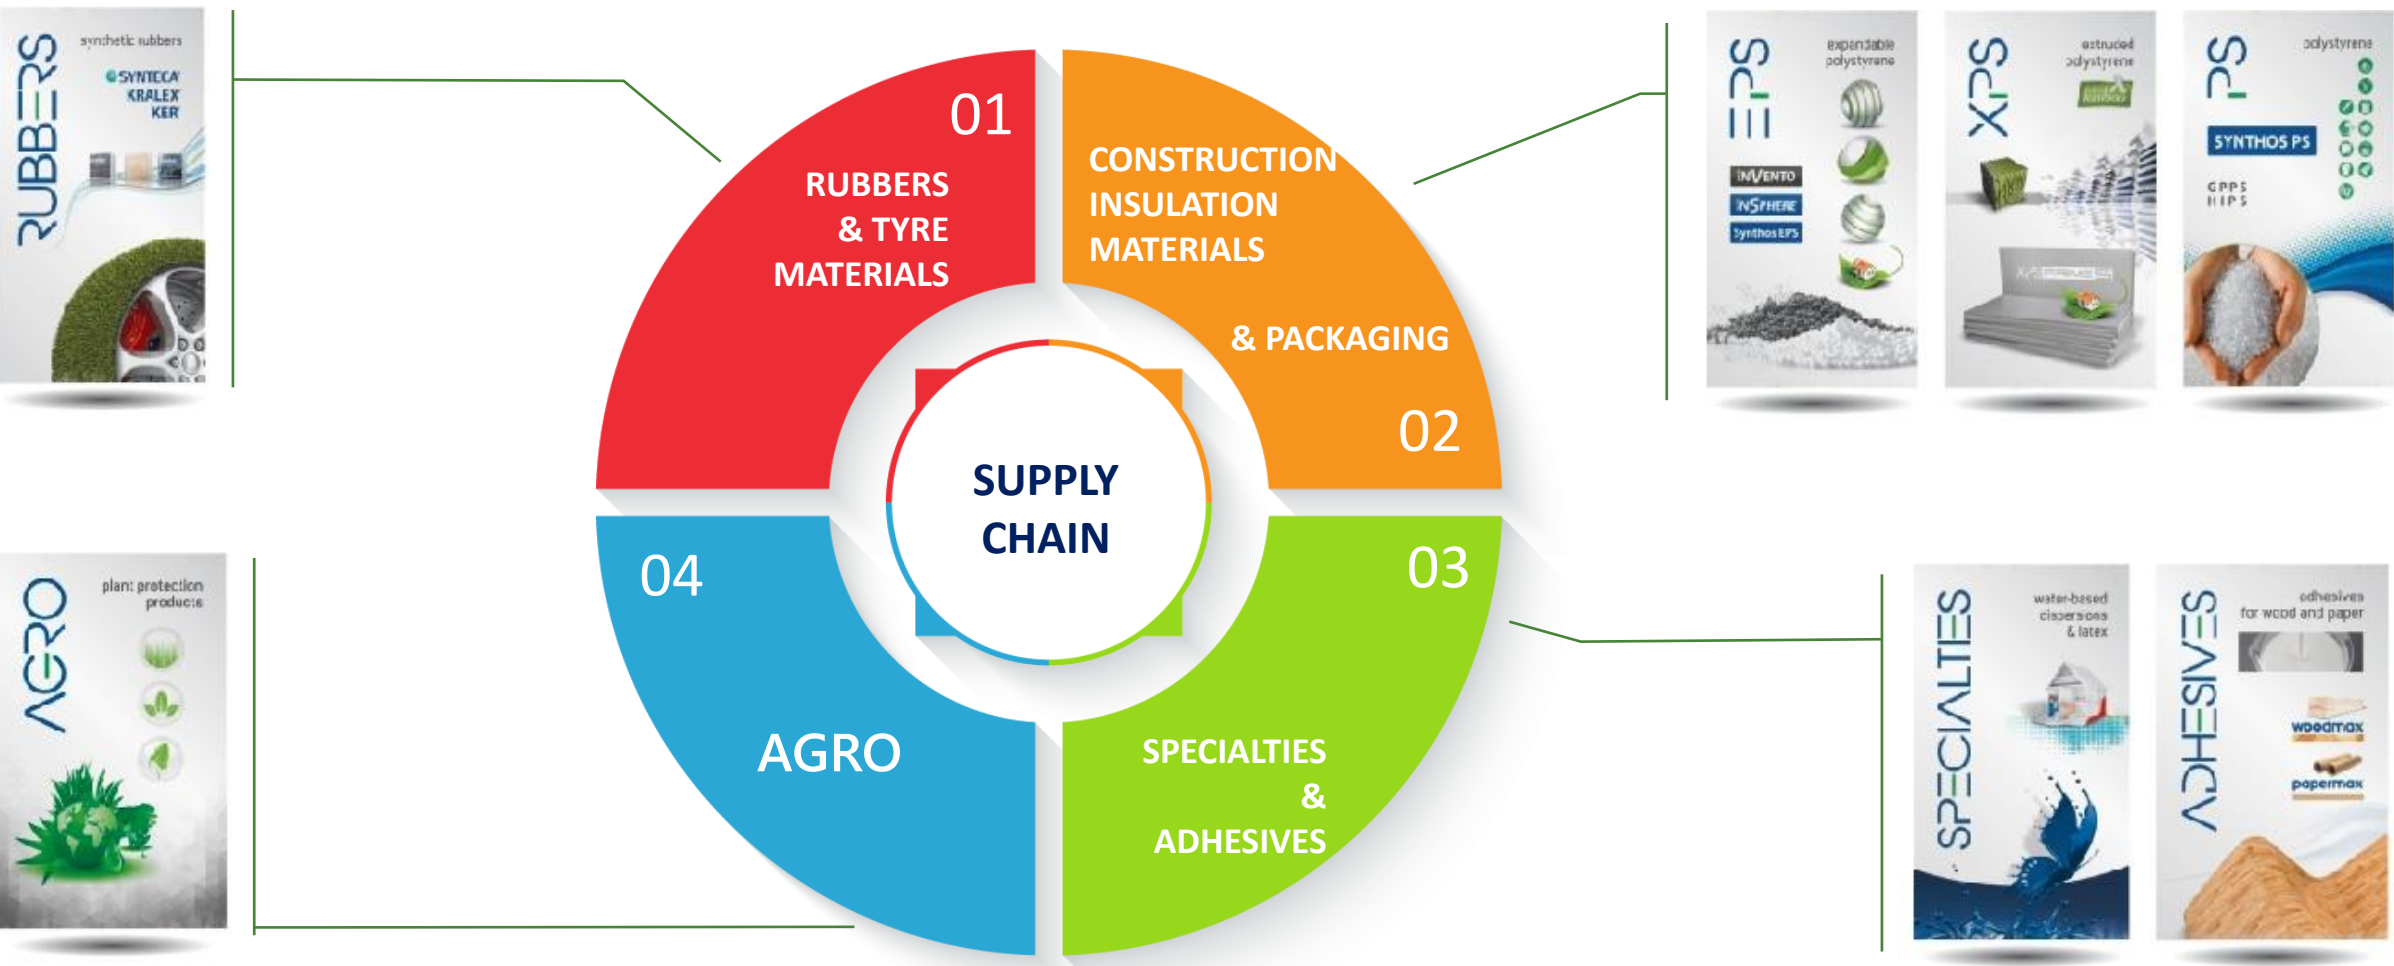 RUBBERS
synthetic rubbers
SYNTECA
KRALEX
KER
01
RUBBERS
& TYRE
MATERIALS
CONSTRUCTION
INSULATION
MATERIALS
& PACKAGING
02
EPS
expandable
polystyrene
INVENTO
INSPHERE
Synthos EPS
XPS
extruded
polystyrene
XPS PRIME
PS
polystyrene
SYNTHOS PS
GPPS
HIPS
SUPPLY
CHAIN
AGRO
plant protection
products
04
AGRO
03
SPECIALTIES
&
ADHESIVES
SPECIALTIES
water-based
dispersions
& latex
ADHESIVES
adhesives
for wood and paper
woodmax
papermax